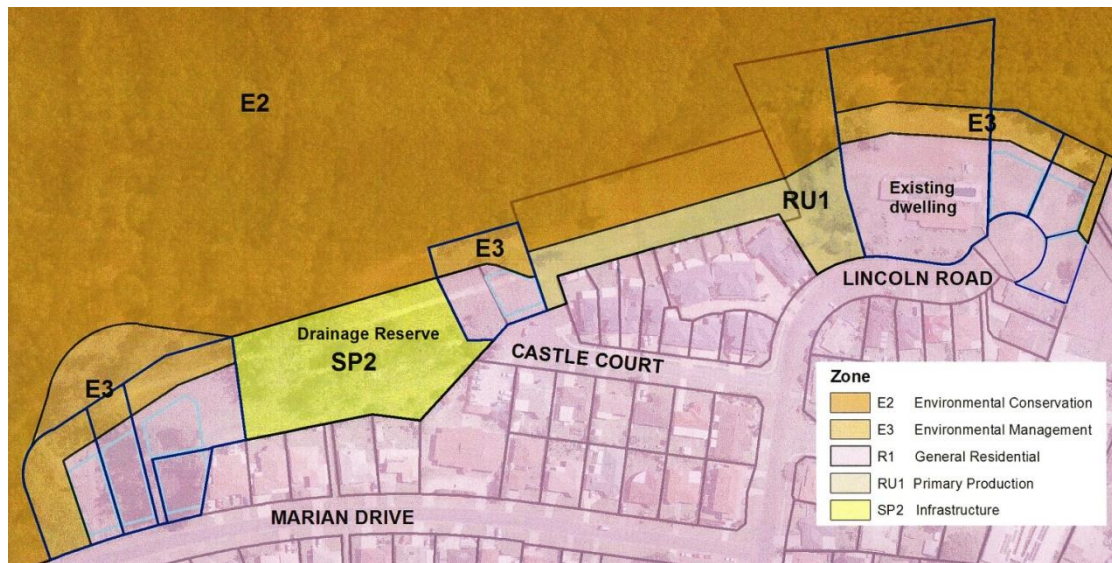 E2
E3
RU1
Existing
dwelling
E3
LINCOLN ROAD
Drainage Reserve
SP2
CASTLE COURT
E3
MARIAN DRIVE
Zone
E2 Environmental Conservation
E3 Environmental Management
R1 General Residential
RU1 Primary Production
SP2 Infrastructure